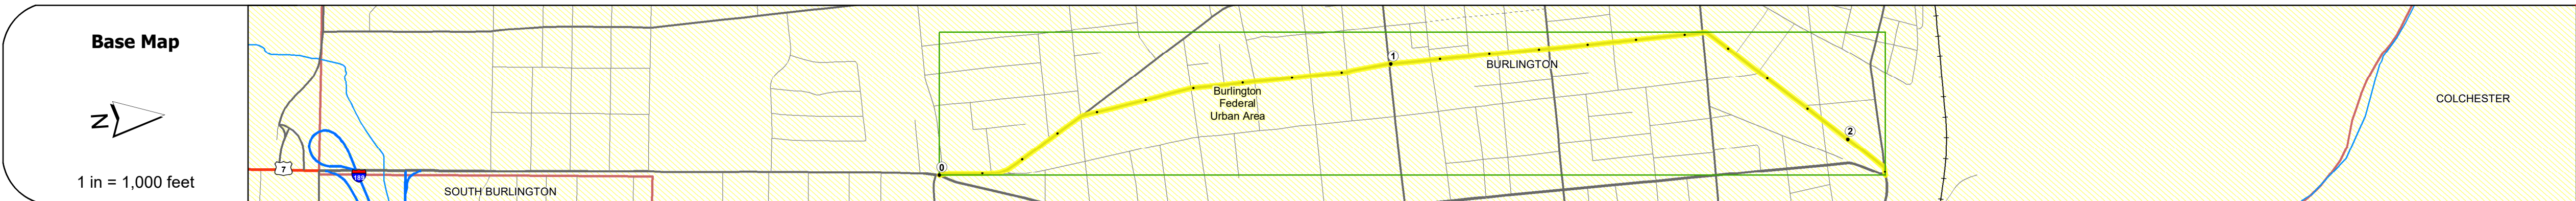 Base Map
N
1 in = 1,000 feet
7
189
SOUTH BURLINGTON
0
Burlington
Federal
Urban Area
1
BURLINGTON
2
COLCHESTER